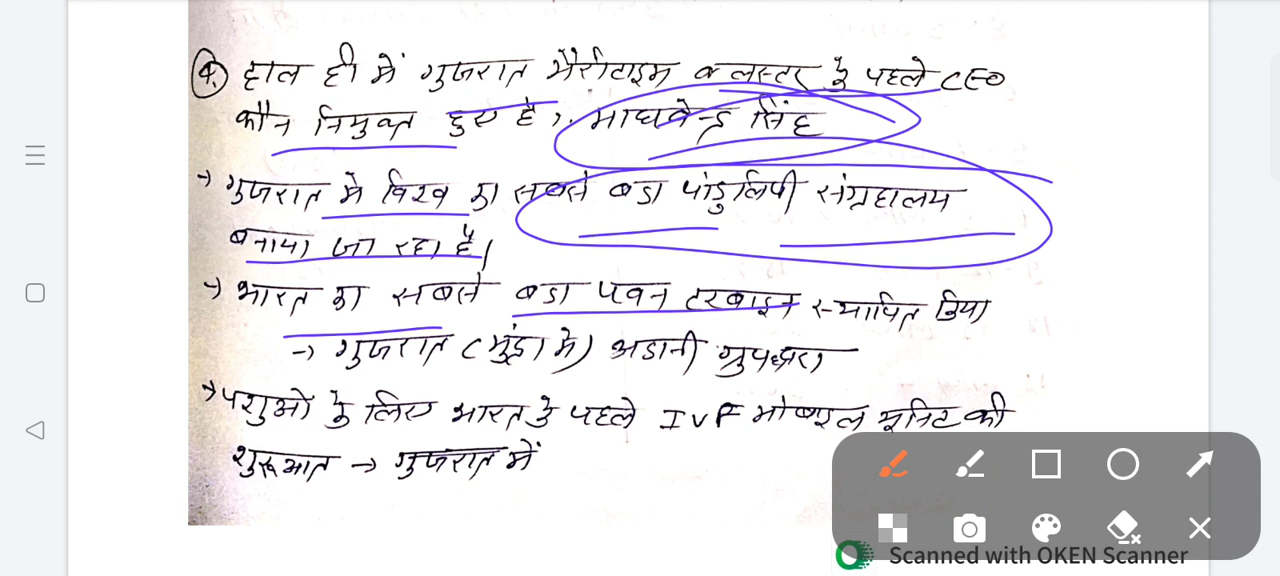 ④ हाल ही में गुजरात मैरीटाइम क्लस्टर के पहले CEO
कौन नियुक्त हुए है? माधवेन्द्र सिंह
→ गुजरात मे विश्व का सबसे बडा पांडुलिपी संग्रहालय
बनाया जा रहा है।
→ भारत का सबसे बडा पवन टरबाइन स्थापित किया
→ गुजरात (मुंद्रा मे) अडानी ग्रुप द्वारा
→ पशुओ के लिए भारत के पहले IVF मोबाइल यूनिट की
शुरूआत → गुजरात में
Scanned with OKEN Scanner